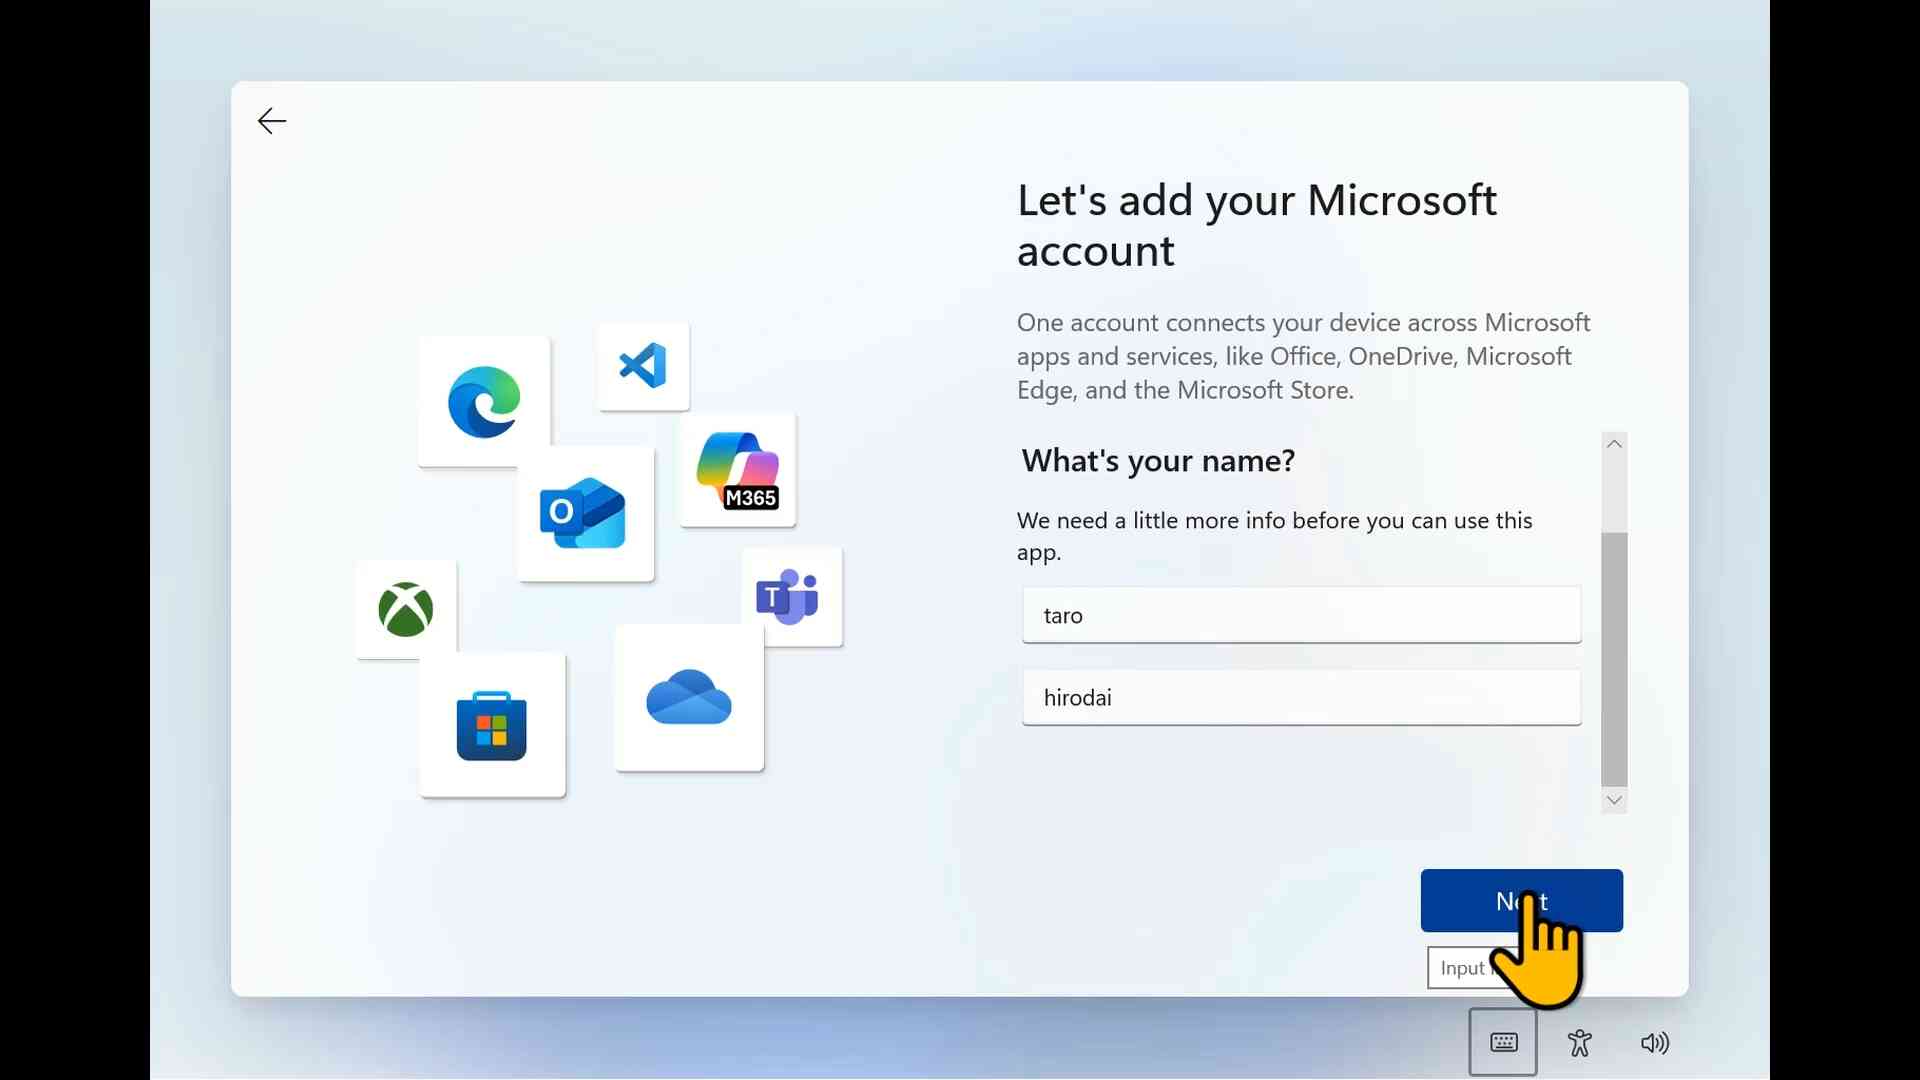 Let's add your Microsoft
account
One account connects your device across Microsoft
apps and services, like Office, OneDrive, Microsoft
Edge, and the Microsoft Store.
What's your name?
We need a little more info before you can use this
app.
taro
hirodai
M365
O
T
Next
Input